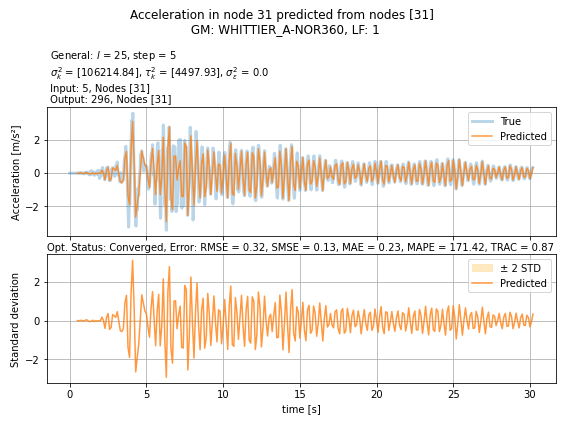 Acceleration in node 31 predicted from nodes [31]
GM: WHITTIER_A-NOR360, LF: 1
General: l = 25, step = 5
σ²ₖ = [106214.84], τ²ₖ = [4497.93], σ²ε = 0.0
Input: 5, Nodes [31]
Output: 296, Nodes [31]
Acceleration [m/s²]
2
0
−2
True
Predicted
Opt. Status: Converged, Error: RMSE = 0.32, SMSE = 0.13, MAE = 0.23, MAPE = 171.42, TRAC = 0.87
Standard deviation
2
0
−2
± 2 STD
Predicted
0 5 10 15 20 25 30
time [s]